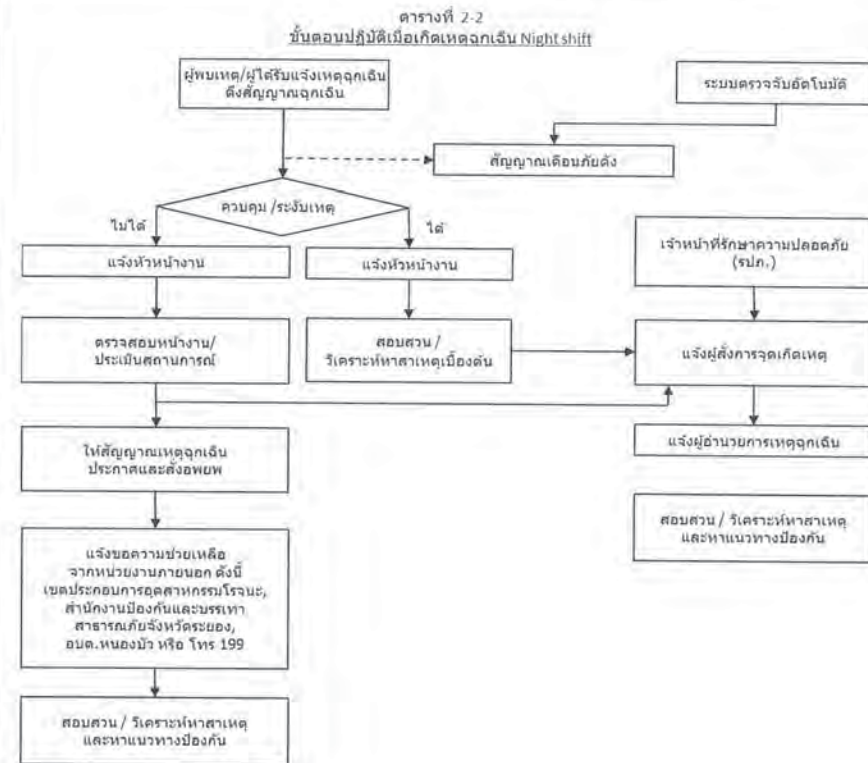 ตารางที่ 2-2
ขั้นตอนปฏิบัติเมื่อเกิดเหตุฉุกเฉิน Night shift
ผู้พบเหตุ/ผู้ได้รับแจ้งเหตุฉุกเฉิน
ดึงสัญญาณฉุกเฉิน
ระบบตรวจจับอัตโนมัติ
สัญญาณเตือนภัยดัง
ควบคุม /ระงับเหตุ
ไม่ได้
ได้
แจ้งหัวหน้างาน
แจ้งหัวหน้างาน
เจ้าหน้าที่รักษาความปลอดภัย
(รปภ.)
ตรวจสอบหน้างาน/
ประเมินสถานการณ์
สอบสวน /
วิเคราะห์หาสาเหตุเบื้องต้น
แจ้งผู้สั่งการจุดเกิดเหตุ
ให้สัญญาณเหตุฉุกเฉิน
ประกาศและสั่งอพยพ
แจ้งผู้อำนวยการเหตุฉุกเฉิน
สอบสวน / วิเคราะห์หาสาเหตุ
และหาแนวทางป้องกัน
แจ้งขอความช่วยเหลือ
จากหน่วยงานภายนอก ดังนี้
เขตประกอบการอุตสาหกรรมโรจนะ,
สำนักงานป้องกันและบรรเทา
สาธารณภัยจังหวัดระยอง,
อบต.หนองบัว หรือ โทร 199
สอบสวน / วิเคราะห์หาสาเหตุ
และหาแนวทางป้องกัน